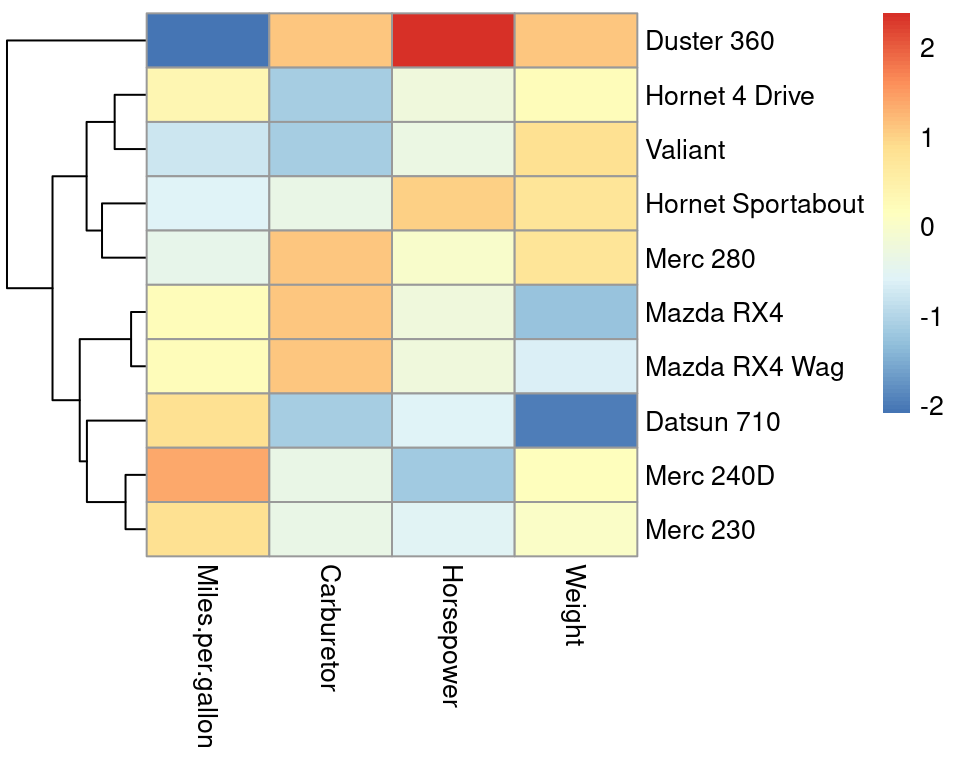 Duster 360
Hornet 4 Drive
Valiant
Hornet Sportabout
Merc 280
Mazda RX4
Mazda RX4 Wag
Datsun 710
Merc 240D
Merc 230
2
1
0
-1
-2
Miles.per.gallon
Carburetor
Horsepower
Weight